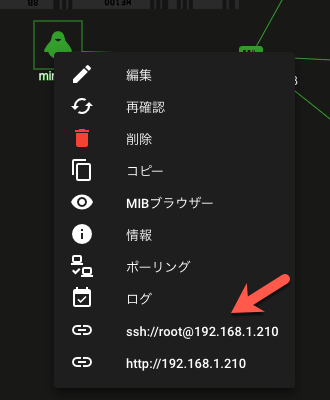 編集
再確認
削除
コピー
MIBブラウザー
情報
ポーリング
ログ
ssh://root@192.168.1.210
http://192.168.1.210